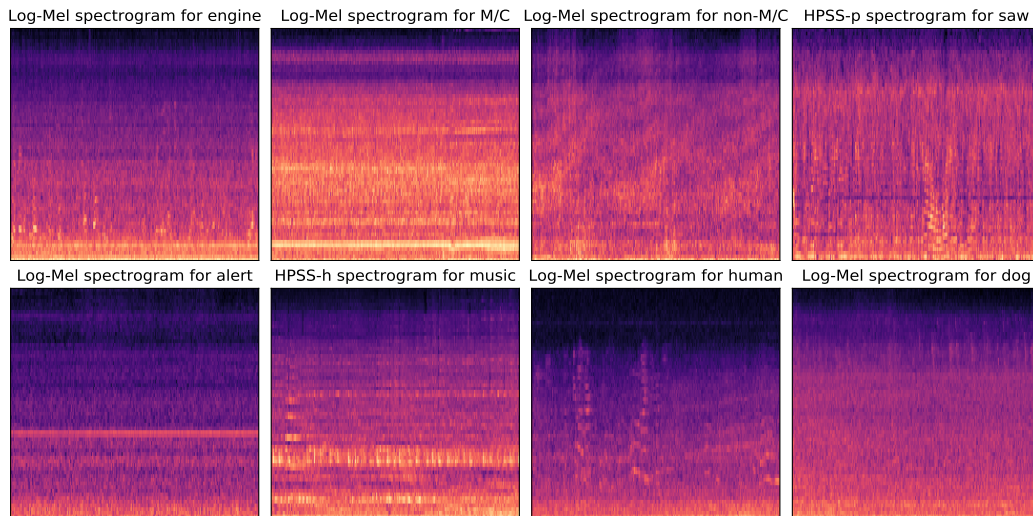 Log-Mel spectrogram for engine
Log-Mel spectrogram for M/C
Log-Mel spectrogram for non-M/C
HPSS-p spectrogram for saw
Log-Mel spectrogram for alert
HPSS-h spectrogram for music
Log-Mel spectrogram for human
Log-Mel spectrogram for dog